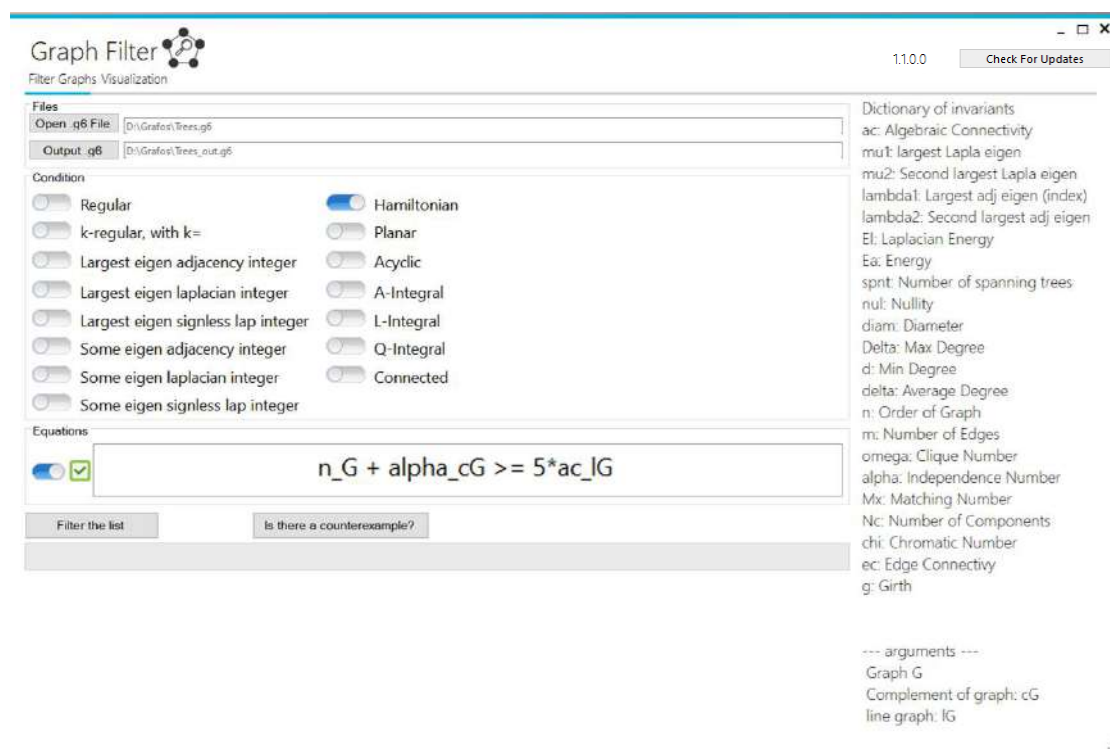 Graph Filter
Filter Graphs Visualization
1.1.0.0
Check For Updates
Files
Open .g6 File
D:\Grafos\Trees.g6
Output .g6
D:\Grafos\Trees_out.g6
Condition
Regular
Hamiltonian
k-regular, with k=
Planar
Largest eigen adjacency integer
Acyclic
Largest eigen laplacian integer
A-Integral
Largest eigen signless lap integer
L-Integral
Some eigen adjacency integer
Q-Integral
Some eigen laplacian integer
Connected
Some eigen signless lap integer
Equations
n_G + alpha_cG >= 5*ac_lG
Filter the list
Is there a counterexample?
Dictionary of invariants
ac: Algebraic Connectivity
mu1: largest Lapla eigen
mu2: Second largest Lapla eigen
lambda1: Largest adj eigen (index)
lambda2: Second largest adj eigen
El: Laplacian Energy
Ea: Energy
spnt: Number of spanning trees
nul: Nullity
diam: Diameter
Delta: Max Degree
d: Min Degree
delta: Average Degree
n: Order of Graph
m: Number of Edges
omega: Clique Number
alpha: Independence Number
Mx: Matching Number
Nc: Number of Components
chi: Chromatic Number
ec: Edge Connectivy
g: Girth
--- arguments ---
Graph G
Complement of graph: cG
line graph: lG